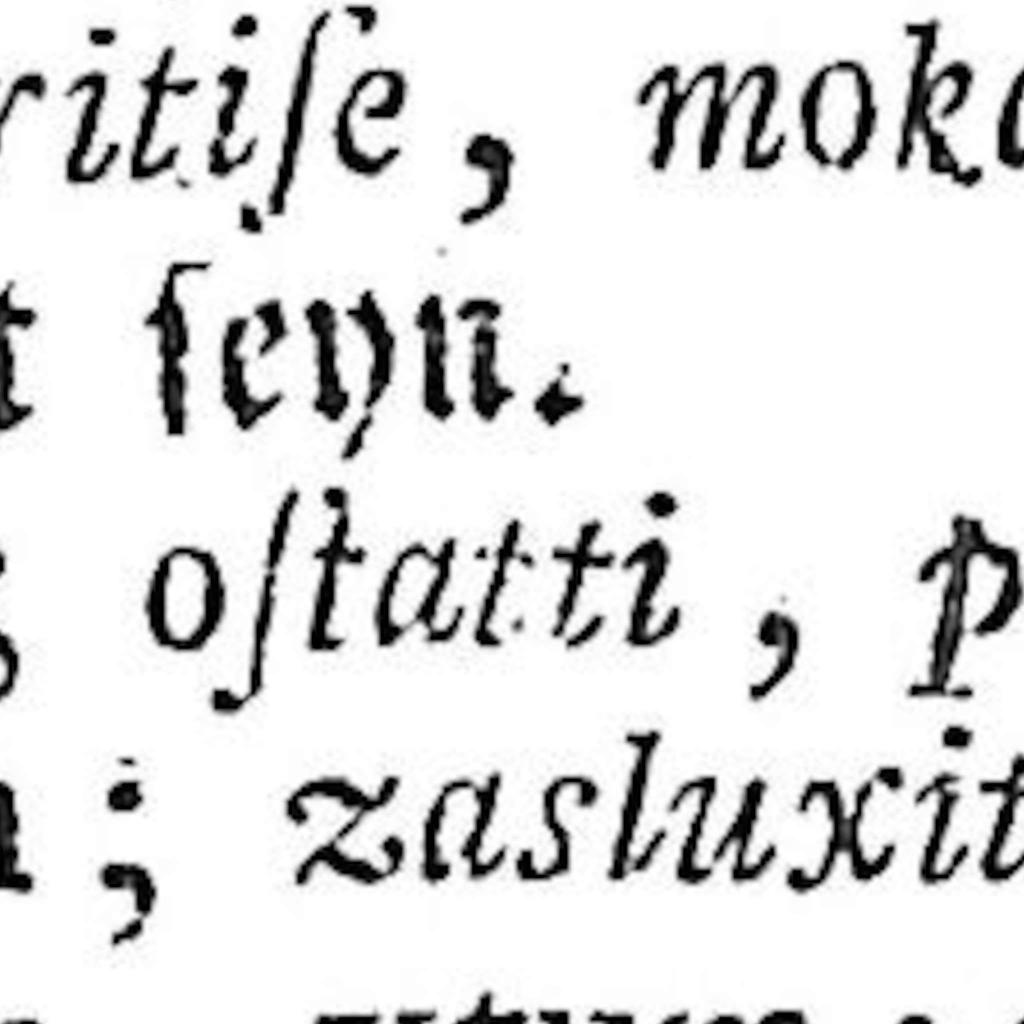 ritiſe, mok
t ſeyn.
oſtatti, p
; zasluxit